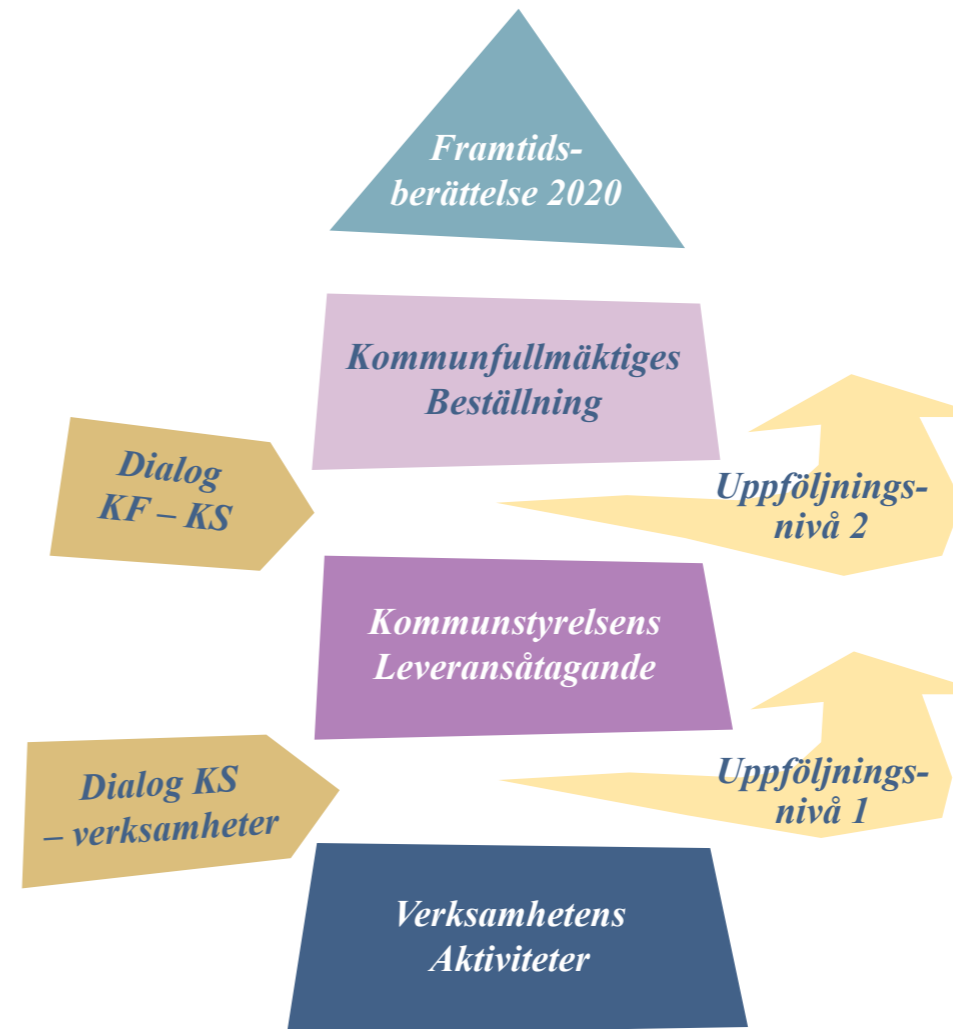 Framtids-
berättelse 2020
Kommunfullmäktiges
Beställning
Dialog
KF – KS
Uppföljnings-
nivå 2
Kommunstyrelsens
Leveransåtagande
Dialog KS
– verksamheter
Uppföljnings-
nivå 1
Verksamhetens
Aktiviteter